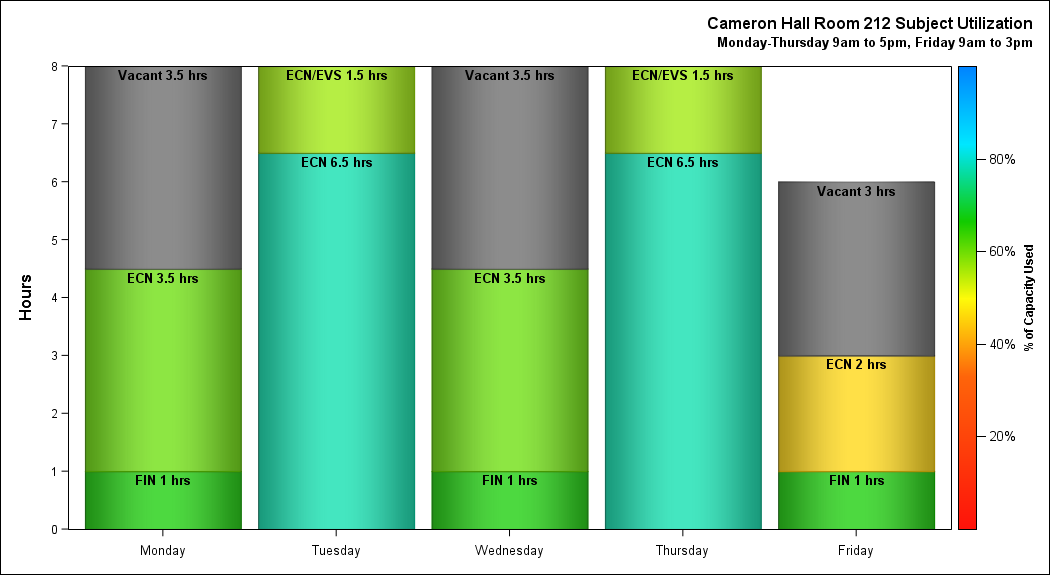 Cameron Hall Room 212 Subject Utilization
Monday-Thursday 9am to 5pm, Friday 9am to 3pm
Hours
8
7
6
5
4
3
2
1
0
Vacant 3.5 hrs
ECN 3.5 hrs
FIN 1 hrs
ECN/EVS 1.5 hrs
ECN 6.5 hrs
Vacant 3.5 hrs
ECN 3.5 hrs
FIN 1 hrs
ECN/EVS 1.5 hrs
ECN 6.5 hrs
Vacant 3 hrs
ECN 2 hrs
FIN 1 hrs
Monday
Tuesday
Wednesday
Thursday
Friday
80%
60%
40%
20%
% of Capacity Used